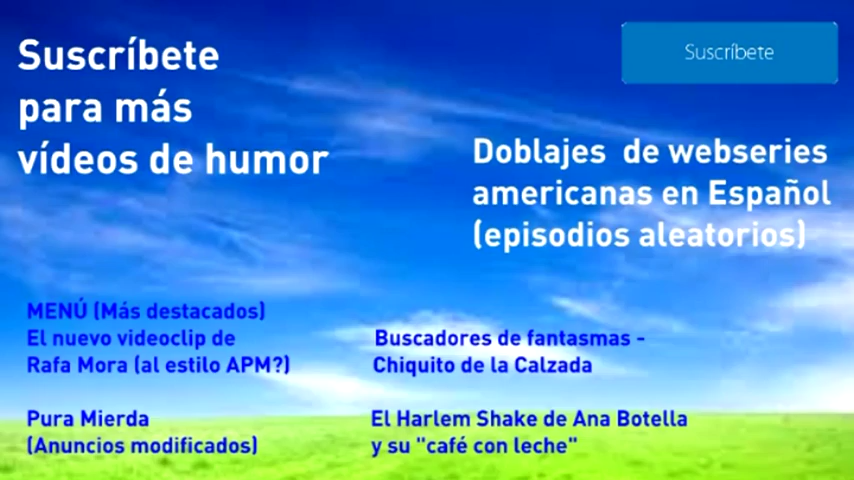 Suscríbete
para más
vídeos de humor
Suscríbete
Doblajes de webseries
americanas en Español
(episodios aleatorios)
MENÚ (Más destacados)
El nuevo videoclip de
Rafa Mora (al estilo APM?)
Buscadores de fantasmas -
Chiquito de la Calzada
Pura Mierda
(Anuncios modificados)
El Harlem Shake de Ana Botella
y su "café con leche"